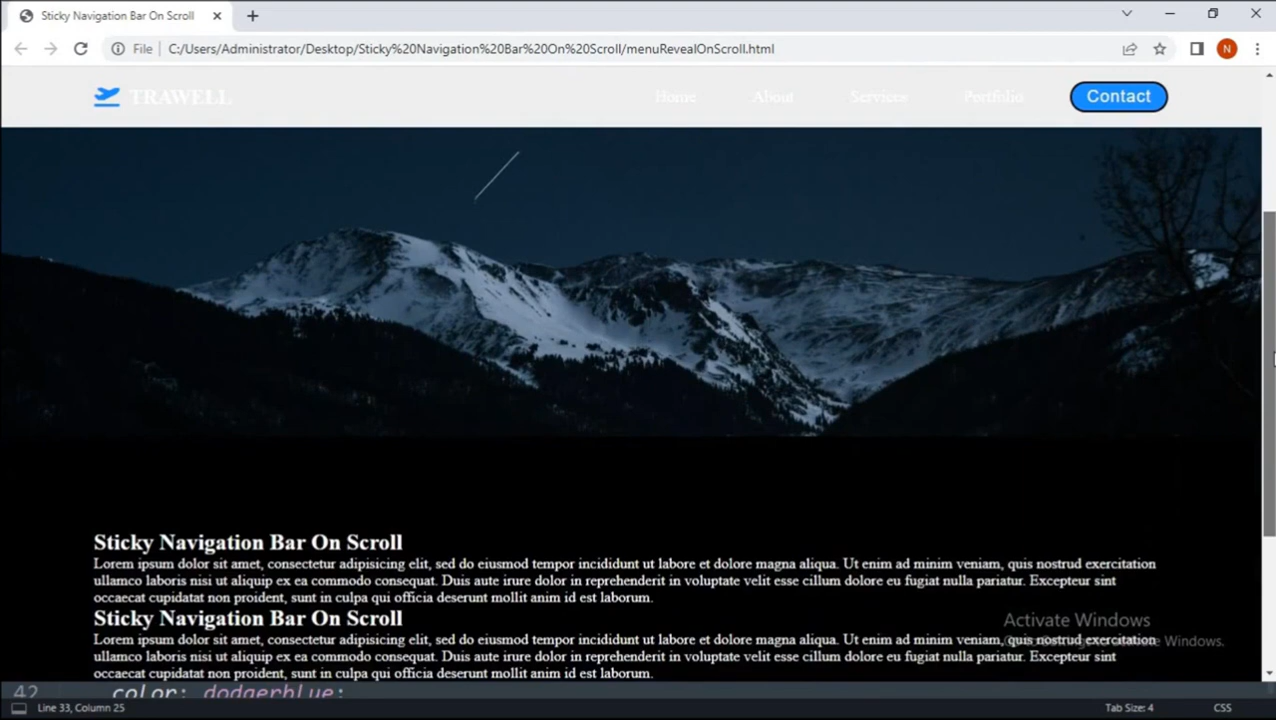 Sticky Navigation Bar On Scroll
File C:/Users/Administrator/Desktop/Sticky%20Navigation%20Bar%20On%20Scroll/menuRevealOnScroll.html
N
TRAWELL Home About Services Portfolio Contact
Sticky Navigation Bar On Scroll
Lorem ipsum dolor sit amet, consectetur adipisicing elit, sed do eiusmod tempor incididunt ut labore et dolore magna aliqua. Ut enim ad minim veniam, quis nostrud exercitation
ullamco laboris nisi ut aliquip ex ea commodo consequat. Duis aute irure dolor in reprehenderit in voluptate velit esse cillum dolore eu fugiat nulla pariatur. Excepteur sint
occaecat cupidatat non proident, sunt in culpa qui officia deserunt mollit anim id est laborum.
Sticky Navigation Bar On Scroll
Activate Windows
Lorem ipsum dolor sit amet, consectetur adipisicing elit, sed do eiusmod tempor incididunt ut labore et dolore magna aliqua. Ut enim ad minim veniam, quis nostrud exercitation
Windows.
ullamco laboris nisi ut aliquip ex ea commodo consequat. Duis aute irure dolor in reprehenderit in voluptate velit esse cillum dolore eu fugiat nulla pariatur. Excepteur sint
occaecat cupidatat non proident, sunt in culpa qui officia deserunt mollit anim id est laborum.
42 color: dodgerblue;
Line 33, Column 25 Tab Size: 4 CSS